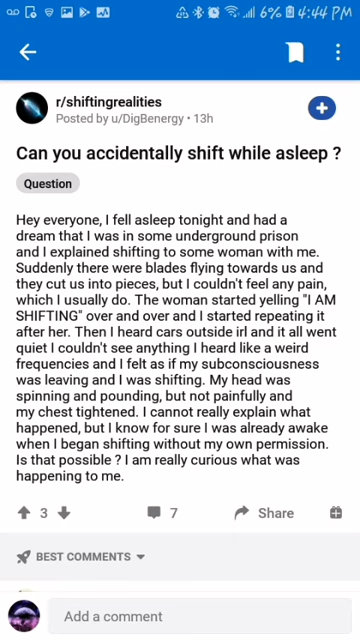 6% 4:44 PM
r/shiftingrealities
Posted by u/DigBenergy • 13h
Can you accidentally shift while asleep ?
Question
Hey everyone, I fell asleep tonight and had a
dream that I was in some underground prison
and I explained shifting to some woman with me.
Suddenly there were blades flying towards us and
they cut us into pieces, but I couldn't feel any pain,
which I usually do. The woman started yelling "I AM
SHIFTING" over and over and I started repeating it
after her. Then I heard cars outside irl and it all went
quiet I couldn't see anything I heard like a weird
frequencies and I felt as if my subconsciousness
was leaving and I was shifting. My head was
spinning and pounding, but not painfully and
my chest tightened. I cannot really explain what
happened, but I know for sure I was already awake
when I began shifting without my own permission.
Is that possible ? I am really curious what was
happening to me.
3 7 Share
BEST COMMENTS
Add a comment